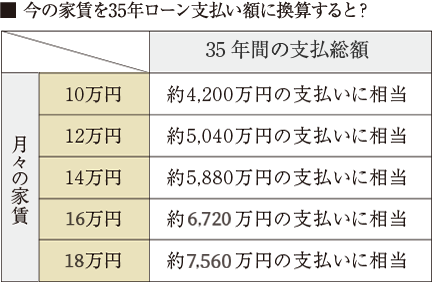 ■ 今の家賃を35年ローン支払い額に換算すると？
35年間の支払総額
月々の家賃
10万円 約4,200万円の支払いに相当
12万円 約5,040万円の支払いに相当
14万円 約5,880万円の支払いに相当
16万円 約6,720万円の支払いに相当
18万円 約7,560万円の支払いに相当